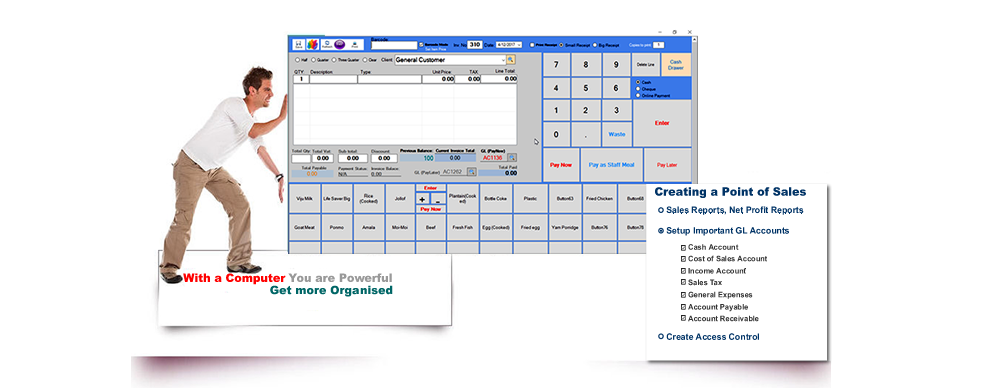 Barcode
Barcode Mode
Inv No 310 Date 4/12/2017
Print Receipt Small Receipt Big Receipt
Copies to print 1
Half Quarter Three Quarter Clear Client General Customer
QTY Description Type Unit Price TAX Line Total
1 0.00 0.00 0.00
7 8 9 Delete Line Cash Drawer
4 5 6
Cash
Cheque
Online Payment
1 2 3
Enter
0 . Waste
Pay Now Pay as Staff Meal Pay Later
Total Qty Total Vat Sub total Discount Previous Balance: Current Invoice Total GL (PayNow)
0.00 0.00 0.00 100 0.00 AC1136
Total Payable Payment Status: Invoice Balance GL (PayLater) AC1282 Total Paid
0.00 N/A 0.00 0.00
Viju Milk Life Saver Big Rice (Cooked) Jollof Enter + - Pay Now Plantain(Cooked) Bottle Coke Plastic Button63 Fried Chicken Button65
Goat Meat Ponmo Amala Moi-Moi Beef Fresh Fish Egg (Cooked) Fried egg Yam Porridge Button76 Button78
With a Computer You are Powerful
Get more Organised
Creating a Point of Sales
Sales Reports, Net Profit Reports
Setup Important GL Accounts
Cash Account
Cost of Sales Account
Income Account
Sales Tax
General Expenses
Account Payable
Account Receivable
Create Access Control